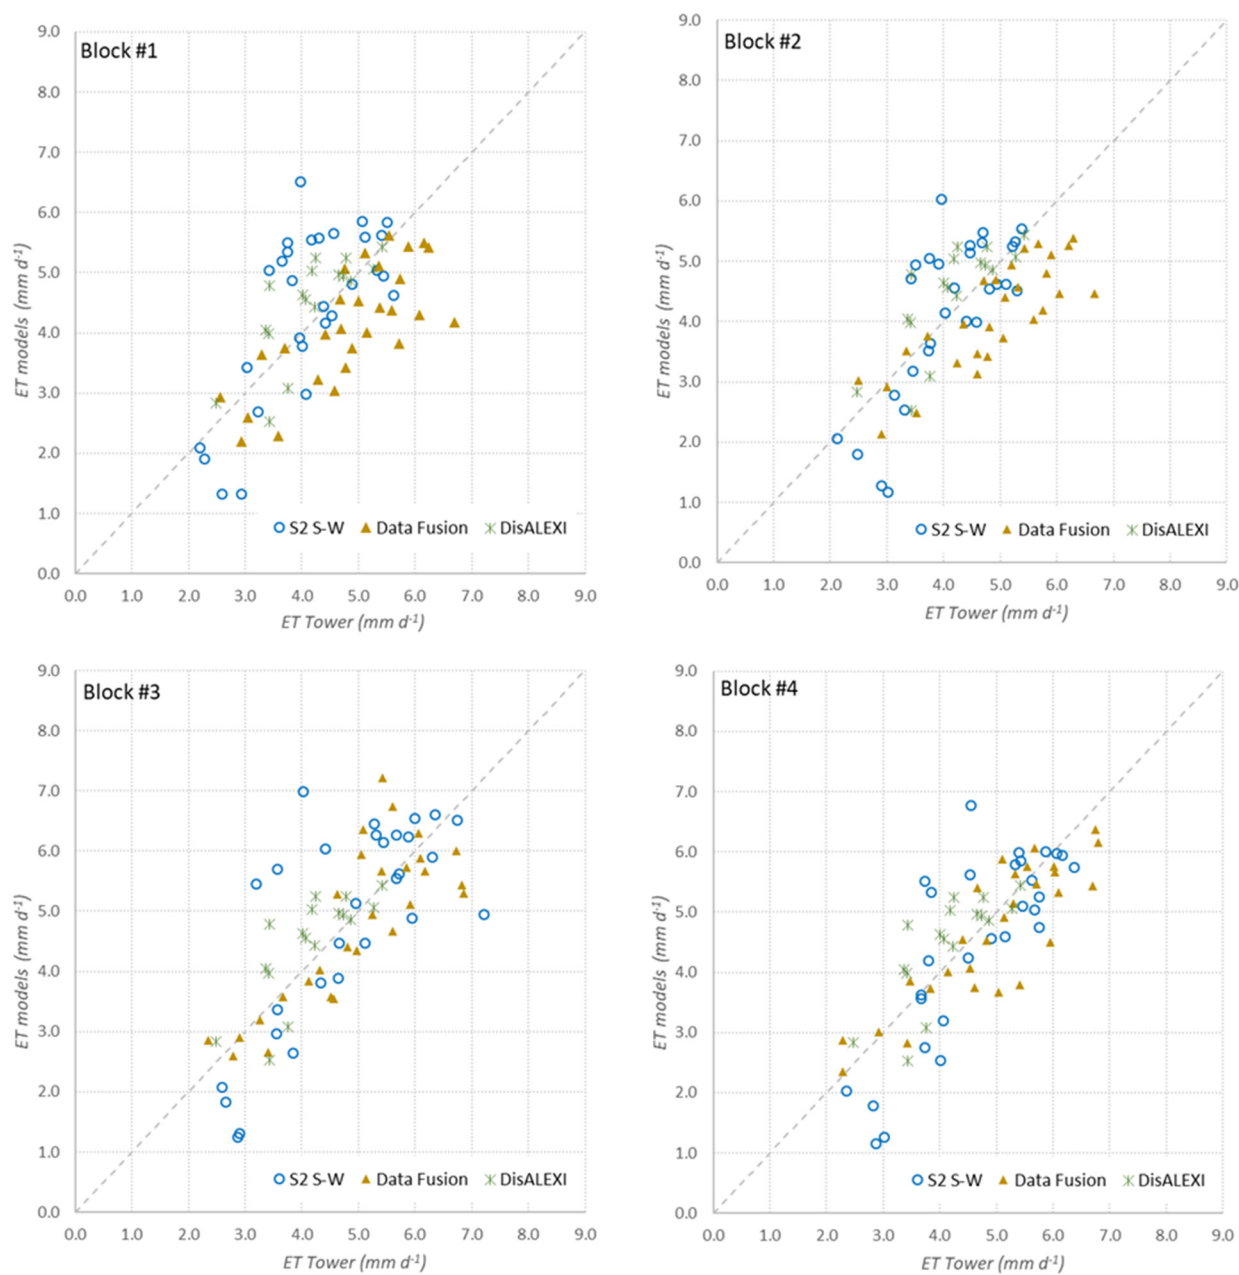 Block #1
9.0
8.0
7.0
6.0
5.0
4.0
3.0
2.0
1.0
0.0
ET models (mm d-1)
S2 S-W Data Fusion DisALEXI
0.0 1.0 2.0 3.0 4.0 5.0 6.0 7.0 8.0 9.0
ET Tower (mm d-1)
Block #2
9.0
8.0
7.0
6.0
5.0
4.0
3.0
2.0
1.0
0.0
ET models (mm d-1)
S2 S-W Data Fusion DisALEXI
0.0 1.0 2.0 3.0 4.0 5.0 6.0 7.0 8.0 9.0
ET Tower (mm d-1)
Block #3
9.0
8.0
7.0
6.0
5.0
4.0
3.0
2.0
1.0
0.0
ET models (mm d-1)
S2 S-W Data Fusion DisALEXI
0.0 1.0 2.0 3.0 4.0 5.0 6.0 7.0 8.0 9.0
ET Tower (mm d-1)
Block #4
9.0
8.0
7.0
6.0
5.0
4.0
3.0
2.0
1.0
0.0
ET models (mm d-1)
S2 S-W Data Fusion DisALEXI
0.0 1.0 2.0 3.0 4.0 5.0 6.0 7.0 8.0 9.0
ET Tower (mm d-1)